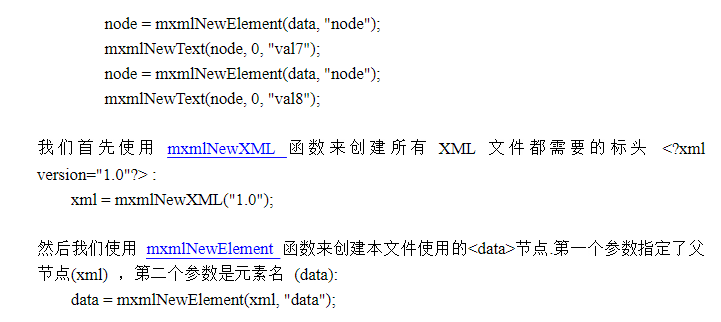 node = mxmlNewElement(data, "node");
mxmlNewText(node, 0, "val7");
node = mxmlNewElement(data, "node");
mxmlNewText(node, 0, "val8");
我们首先使用 mxmlNewXML 函数来创建所有 XML 文件都需要的标头 <?xml
version="1.0"?> :
xml = mxmlNewXML("1.0");
然后我们使用 mxmlNewElement 函数来创建本文件使用的<data>节点.第一个参数指定了父
节点(xml) ，第二个参数是元素名 (data):
data = mxmlNewElement(xml, "data");